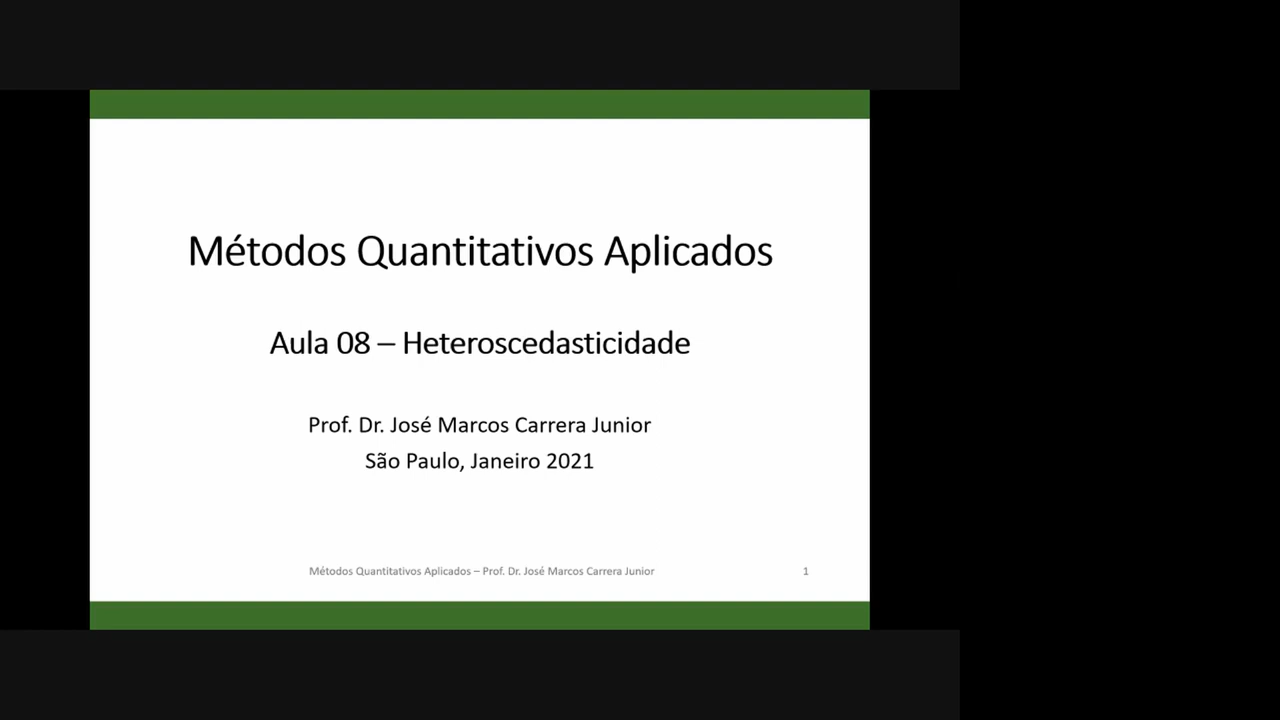 Métodos Quantitativos Aplicados
Aula 08 – Heteroscedasticidade
Prof. Dr. José Marcos Carrera Junior
São Paulo, Janeiro 2021
Métodos Quantitativos Aplicados – Prof. Dr. José Marcos Carrera Junior 1